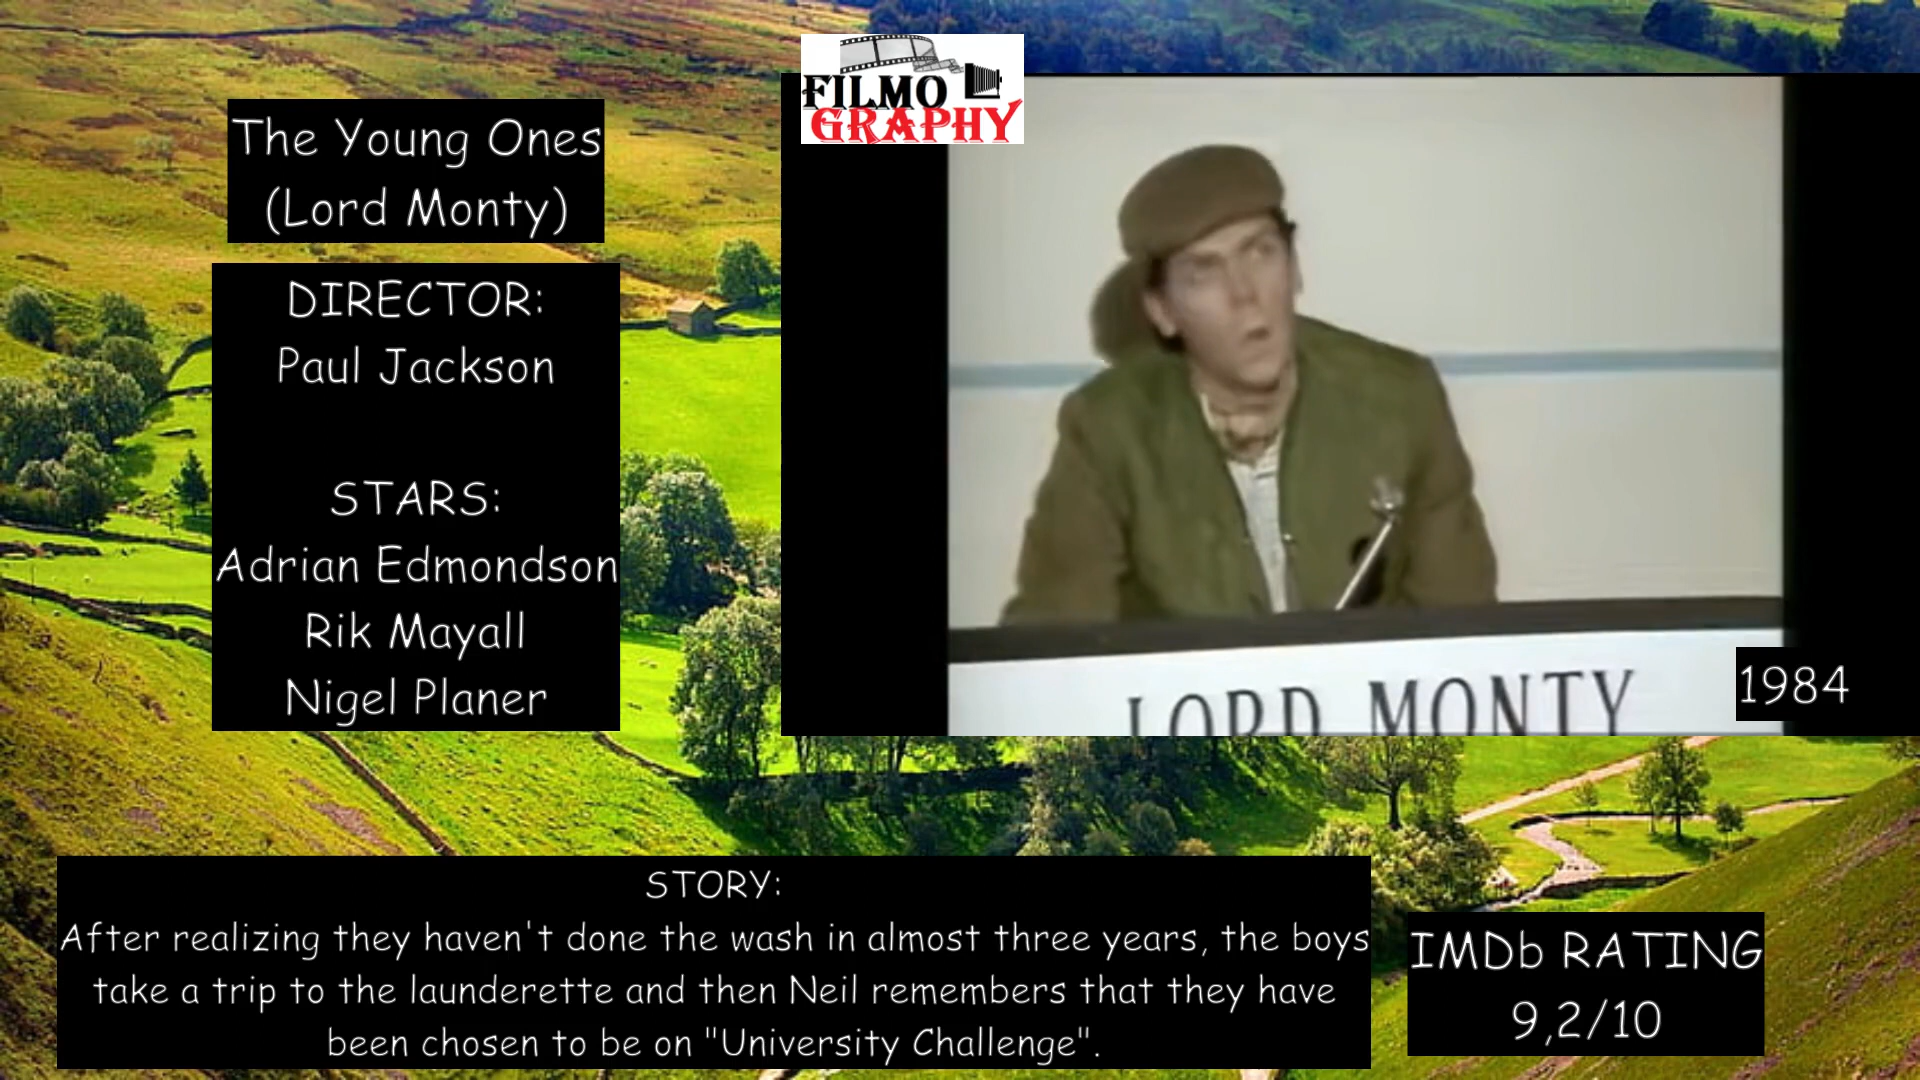 FILMO
GRAPHY
The Young Ones
(Lord Monty)
DIRECTOR:
Paul Jackson
STARS:
Adrian Edmondson
Rik Mayall
Nigel Planer
LORD MONTY
1984
STORY:
After realizing they haven't done the wash in almost three years, the boys
take a trip to the launderette and then Neil remembers that they have
been chosen to be on "University Challenge".
IMDb RATING
9,2/10